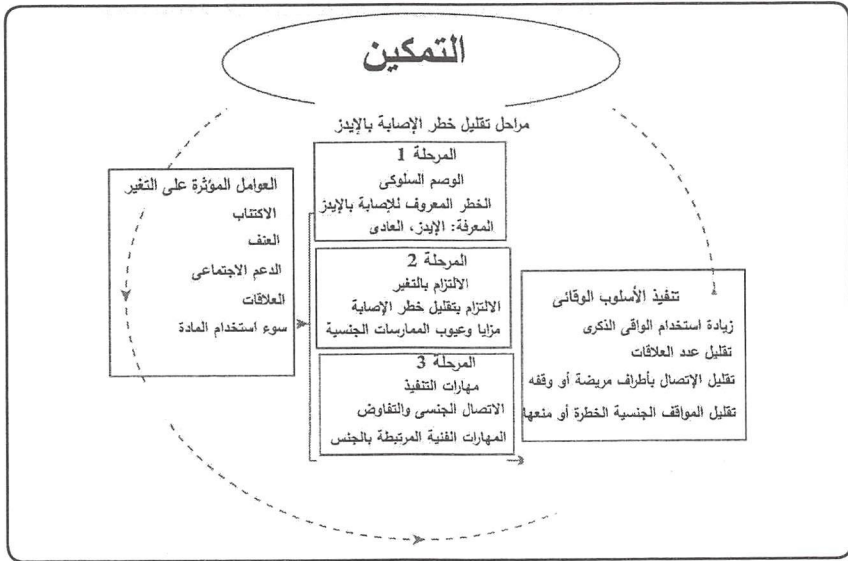 التمكين
مراحل تقليل خطر الإصابة بالإيدز
المرحلة 1
الوصم السلوكى
الخطر المعروف للإصابة بالإيدز
المعرفة: الإيدز، العادى
العوامل المؤثرة على التغير
الاكتئاب
العنف
الدعم الاجتماعى
العلاقات
سوء استخدام المادة
المرحلة 2
الالتزام بالتغير
الالتزام بتقليل خطر الإصابة
مزايا وعيوب الممارسات الجنسية
المرحلة 3
مهارات التنفيذ
الاتصال الجنسى والتفاوض
المهارات الفنية المرتبطة بالجنس
تنفيذ الأسلوب الوقائى
زيادة استخدام الواقى الذكرى
تقليل عدد العلاقات
تقليل الإتصال بأطراف مريضة أو وقفه
تقليل المواقف الجنسية الخطرة أو منعها